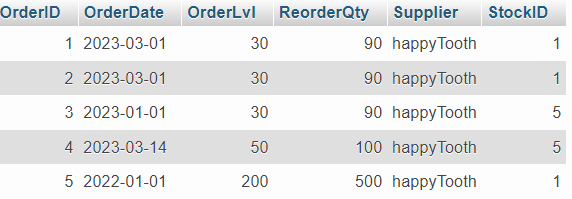 OrderID OrderDate OrderLvl ReorderQty Supplier StockID
1 2023-03-01 30 90 happyTooth 1
2 2023-03-01 30 90 happyTooth 1
3 2023-01-01 30 90 happyTooth 5
4 2023-03-14 50 100 happyTooth 5
5 2022-01-01 200 500 happyTooth 1